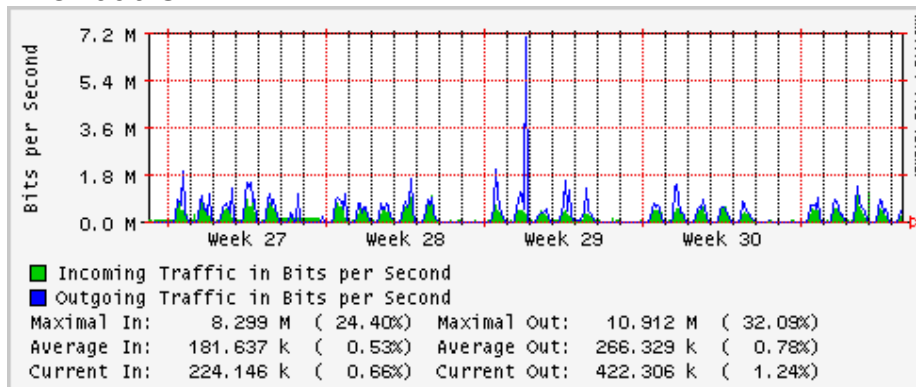 Bits per Second
7.2 M
5.4 M
3.6 M
1.8 M
0.0 M
Week 27 Week 28 Week 29 Week 30
Incoming Traffic in Bits per Second
Outgoing Traffic in Bits per Second
Maximal In: 8.299 M ( 24.40%) Maximal Out: 10.912 M ( 32.09%)
Average In: 181.637 k ( 0.53%) Average Out: 266.329 k ( 0.78%)
Current In: 224.146 k ( 0.66%) Current Out: 422.306 k ( 1.24%)